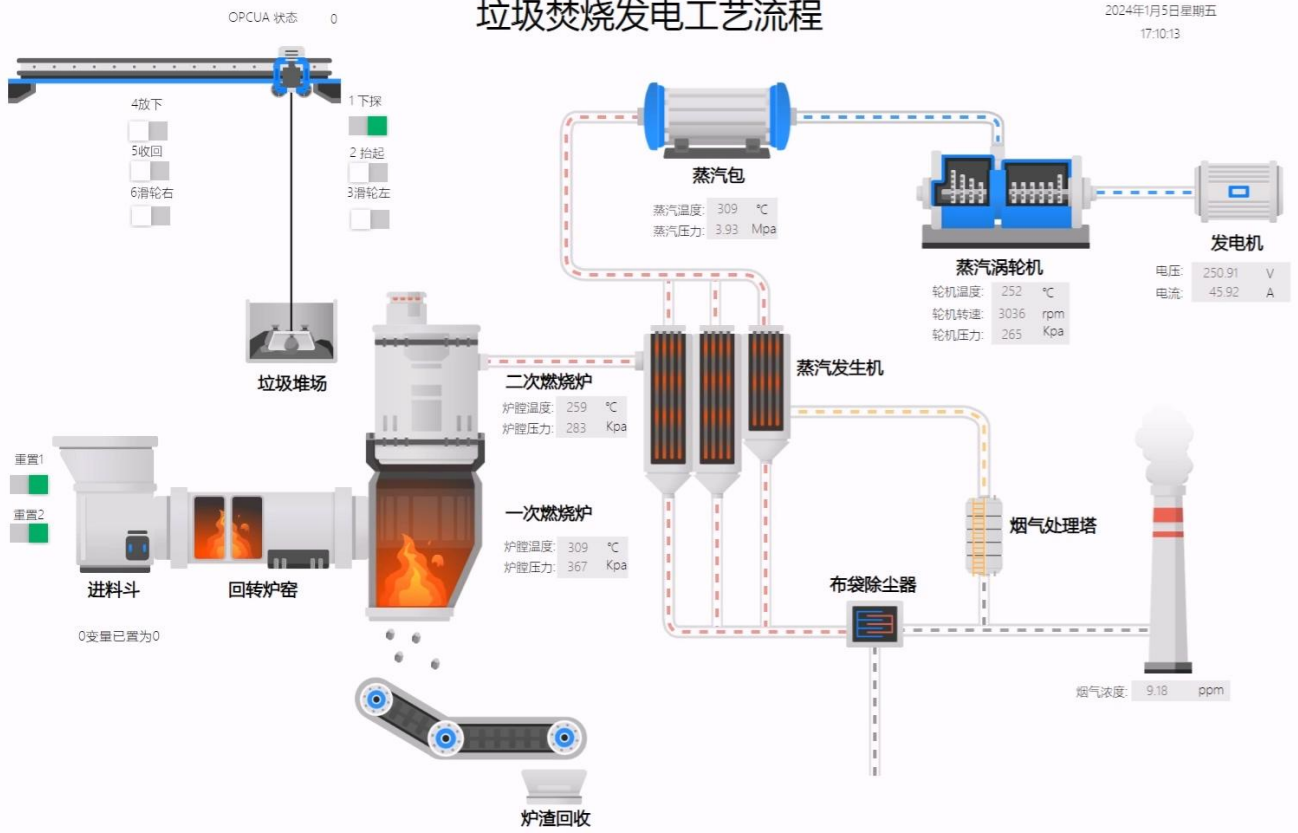 垃圾焚烧发电工艺流程
OPCUA 状态 0
2024年1月5日星期五
17:10:13
4放下
1 下探
5收回
2 抬起
6滑轮右
3滑轮左
蒸汽包
蒸汽温度: 309 ℃
蒸汽压力: 3.93 Mpa
发电机
电压: 250.91 V
电流: 45.92 A
蒸汽涡轮机
轮机温度: 252 ℃
轮机转速: 3036 rpm
轮机压力: 265 Kpa
垃圾堆场
蒸汽发生机
二次燃烧炉
炉膛温度: 259 ℃
炉膛压力: 283 Kpa
重置1
重置2
一次燃烧炉
炉膛温度: 309 ℃
炉膛压力: 367 Kpa
烟气处理塔
进料斗
回转炉窑
布袋除尘器
0变量已置为0
烟气浓度: 9.18 ppm
炉渣回收